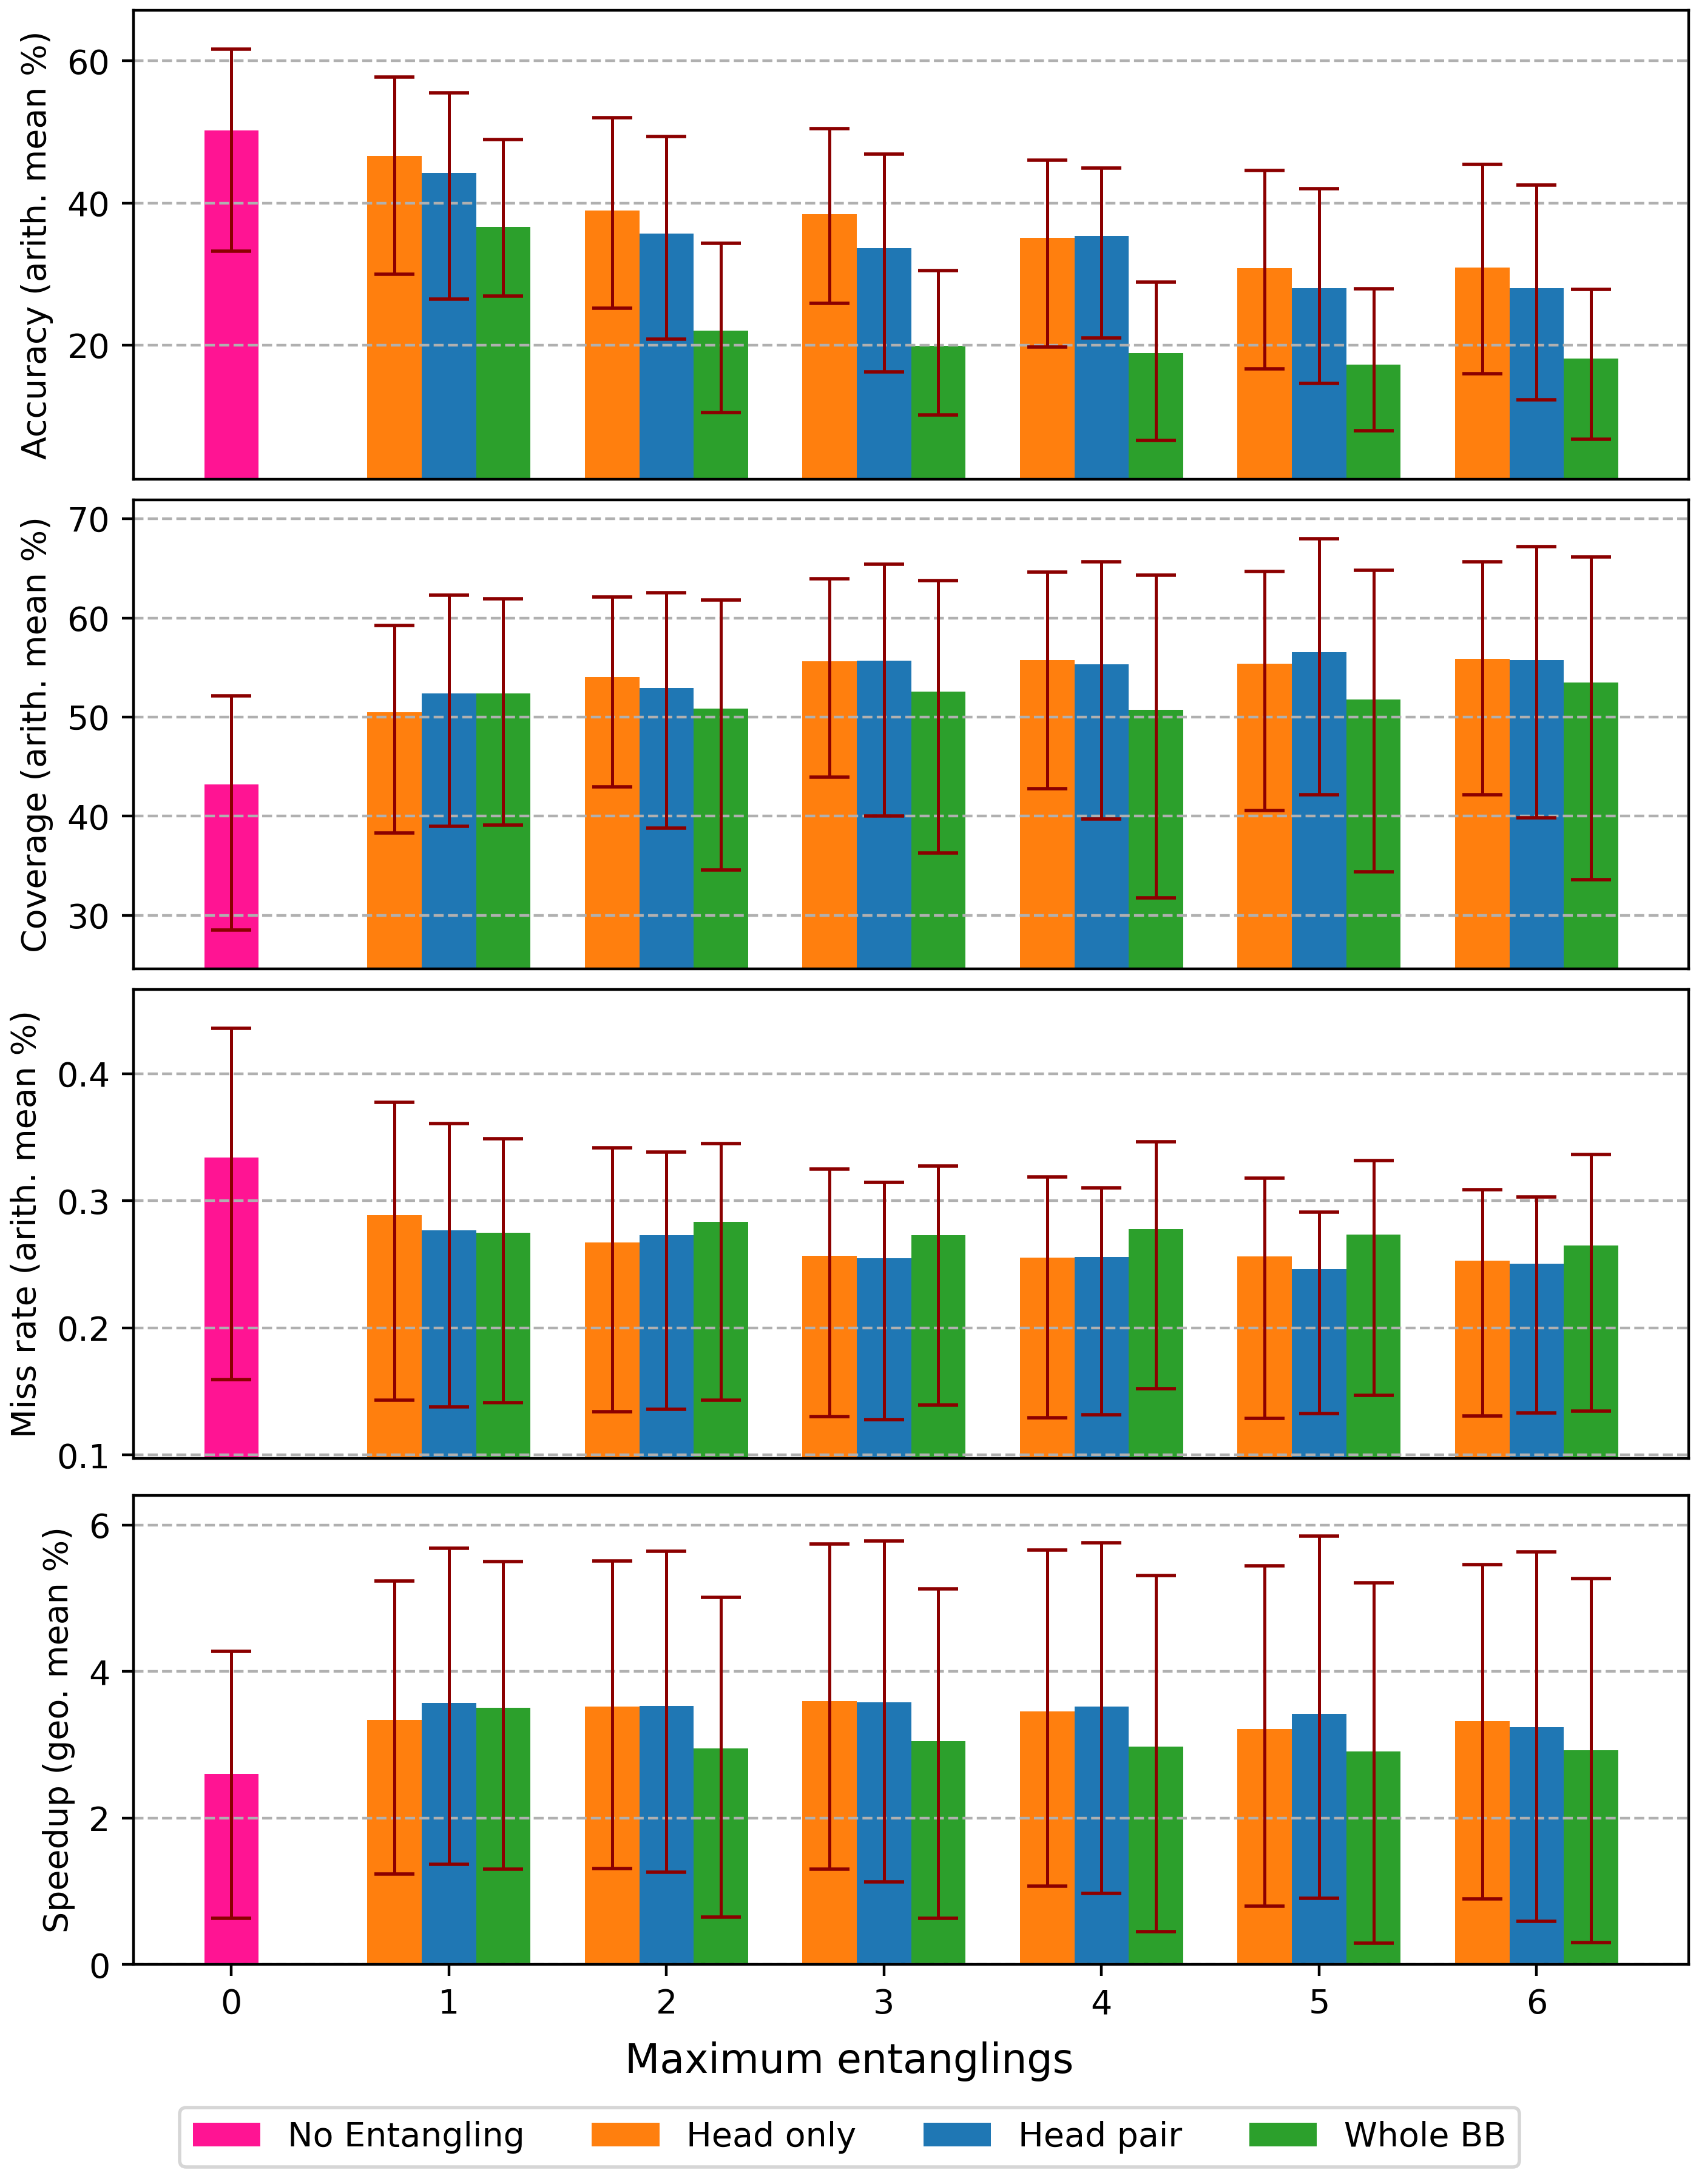 Accuracy (arith. mean %)
60
40
20
Coverage (arith. mean %)
70
60
50
40
30
Miss rate (arith. mean %)
0.4
0.3
0.2
0.1
Speedup (geo. mean %)
6
4
2
0
0 1 2 3 4 5 6
Maximum entanglings
No Entangling Head only Head pair Whole BB